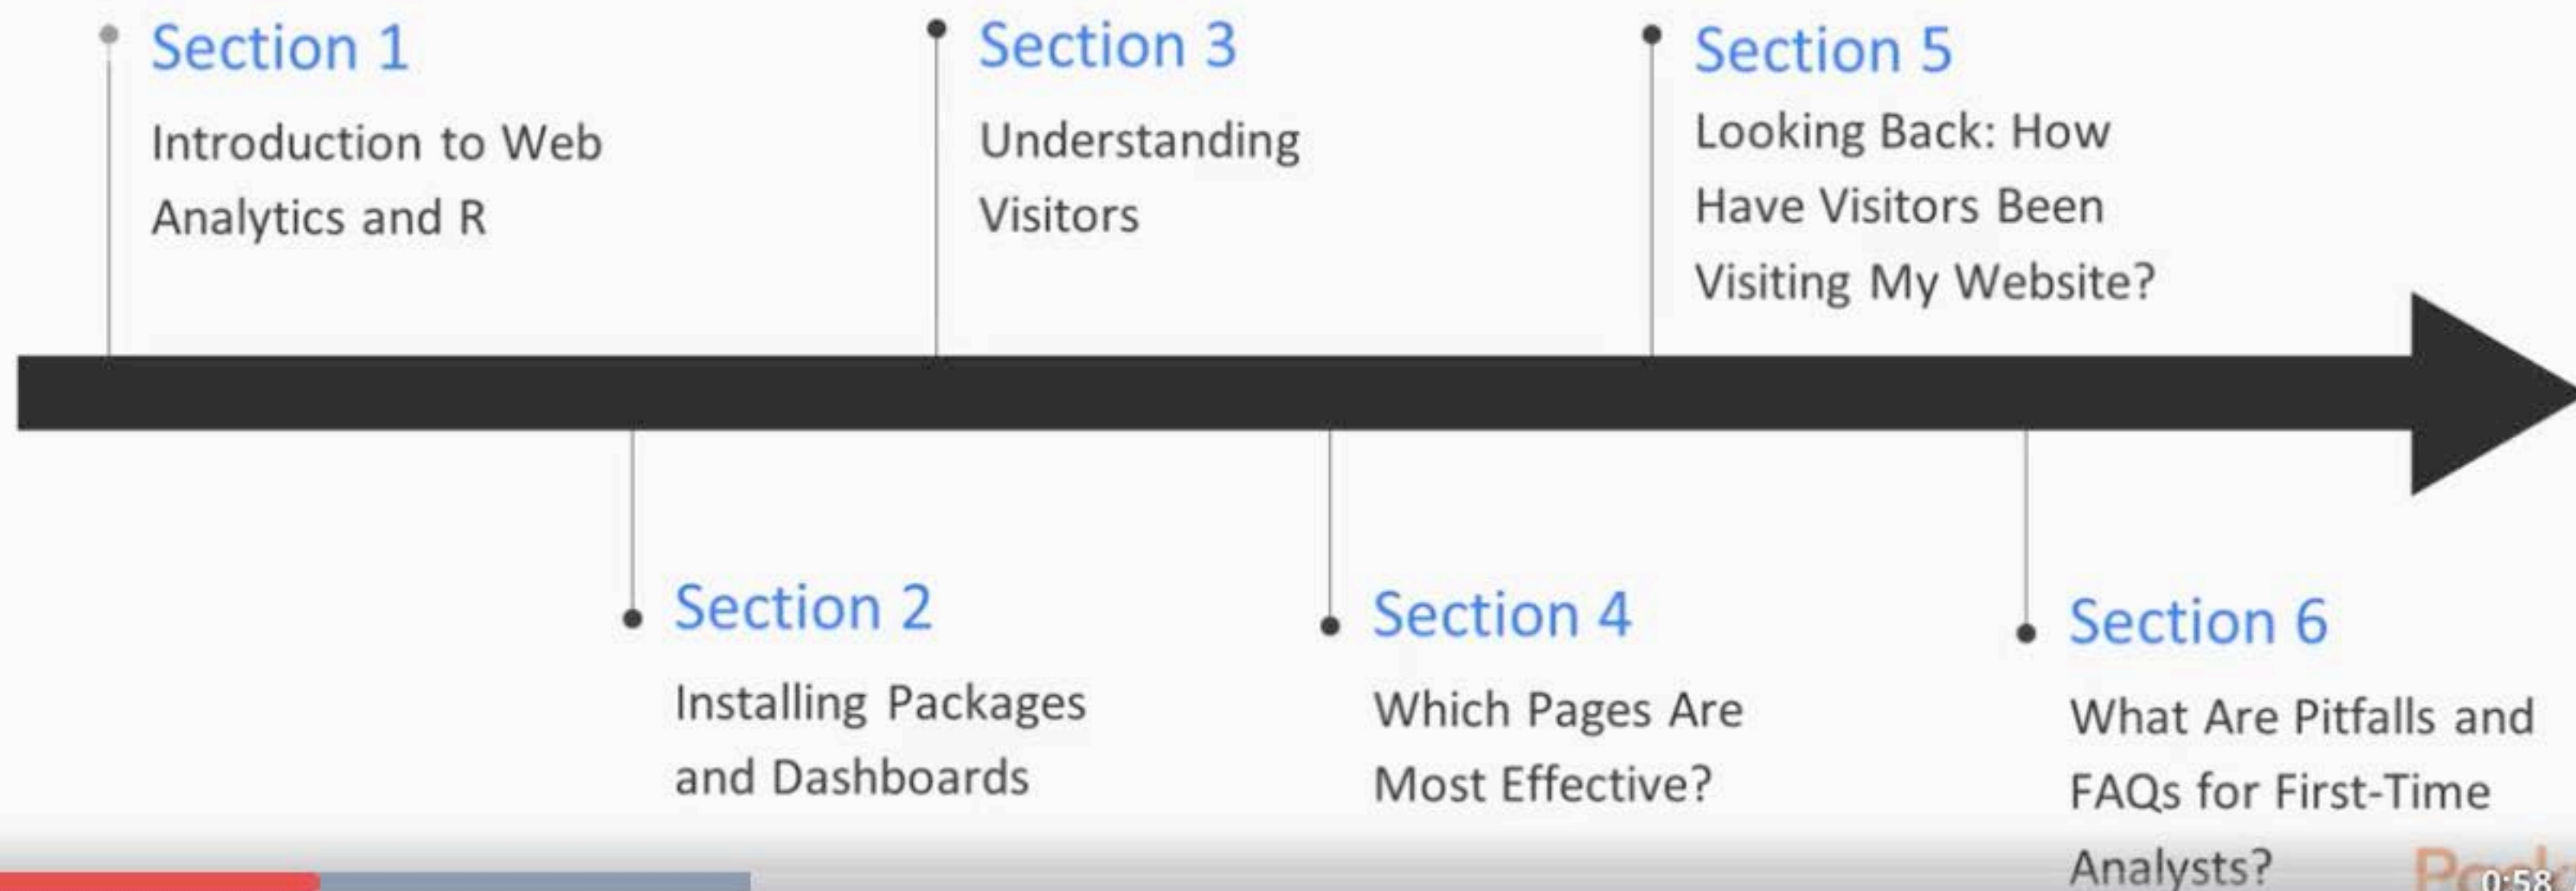 Section 1
Introduction to Web
Analytics and R
Section 3
Understanding
Visitors
Section 5
Looking Back: How
Have Visitors Been
Visiting My Website?
Section 2
Installing Packages
and Dashboards
Section 4
Which Pages Are
Most Effective?
Section 6
What Are Pitfalls and
FAQs for First-Time
Analysts?
0:58